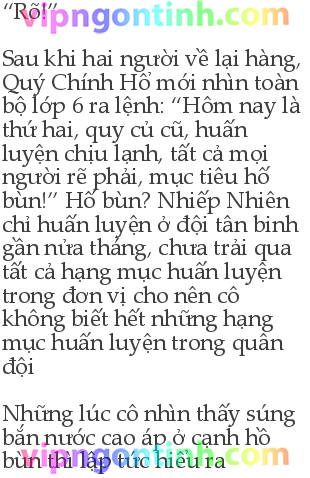 “Rõ!”
vipngontinh.com
Sau khi hai người về lại hàng,
Quý Chính Hổ mới nhìn toàn
bộ lớp 6 ra lệnh: “Hôm nay là
thứ hai, quy củ cũ, huấn
luyện chịu lạnh, tất cả mọi
người rẽ phải, mục tiêu hố
bùn!” Hố bùn? Nhiếp Nhiên
chỉ huấn luyện ở đội tân binh
gần nửa tháng, chưa trải qua
tất cả hạng mục huấn luyện
trong đơn vị cho nên cô
không biết hết những hạng
mục huấn luyện trong quân
đội
Những lúc cô nhìn thấy súng
bắn nước cao áp ở cạnh hồ
bùn thì lập tức hiểu ra
vipngontinh.com